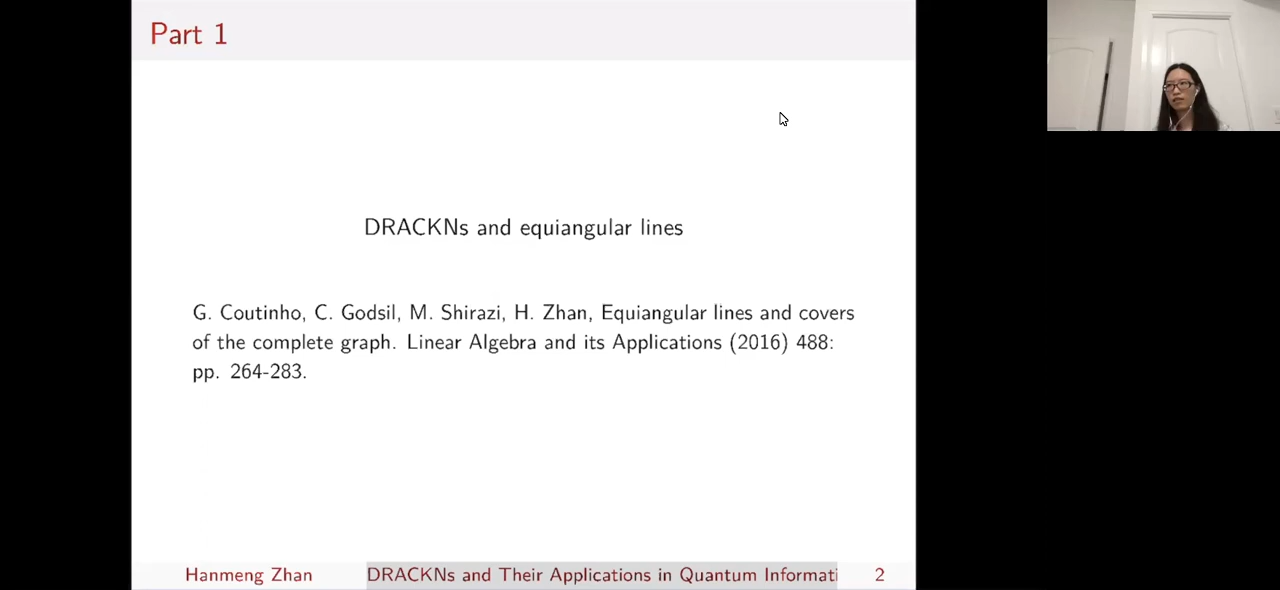 Part 1
DRACKNs and equiangular lines
G. Coutinho, C. Godsil, M. Shirazi, H. Zhan, Equiangular lines and covers
of the complete graph. Linear Algebra and its Applications (2016) 488:
pp. 264-283.
Hanmeng Zhan DRACKNs and Their Applications in Quantum Informati 2